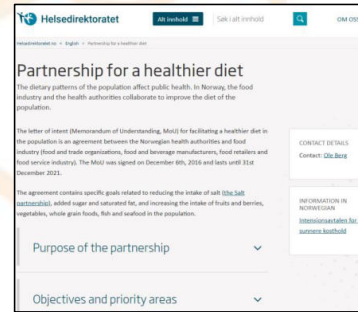 Helsedirektoratet
Alt innhold
Søk i alt innhold
OM OSS
Helsedirektoratet.no > English > Partnership for a healthier diet
Partnership for a healthier diet
The dietary patterns of the population affect public health. In Norway, the food
industry and the health authorities collaborate to improve the diet of the
population.
The letter of intent (Memorandum of Understanding, MoU) for facilitating a healthier diet in
the population is an agreement between the Norwegian health authorities and food
industry (food and trade organizations, food and beverage manufacturers, food retailers and
food service industry). The MoU was signed on December 6th, 2016 and lasts until 31st
December 2021.
The agreement contains specific goals related to reducing the intake of salt (the Salt
partnership), added sugar and saturated fat, and increasing the intake of fruits and berries,
vegetables, whole grain foods, fish and seafood in the population.
Purpose of the partnership
Objectives and priority areas
CONTACT DETAILS
Contact: Ole Berg
INFORMATION IN
NORWEGIAN
Intensjonsavtalen for
sunnere kosthold